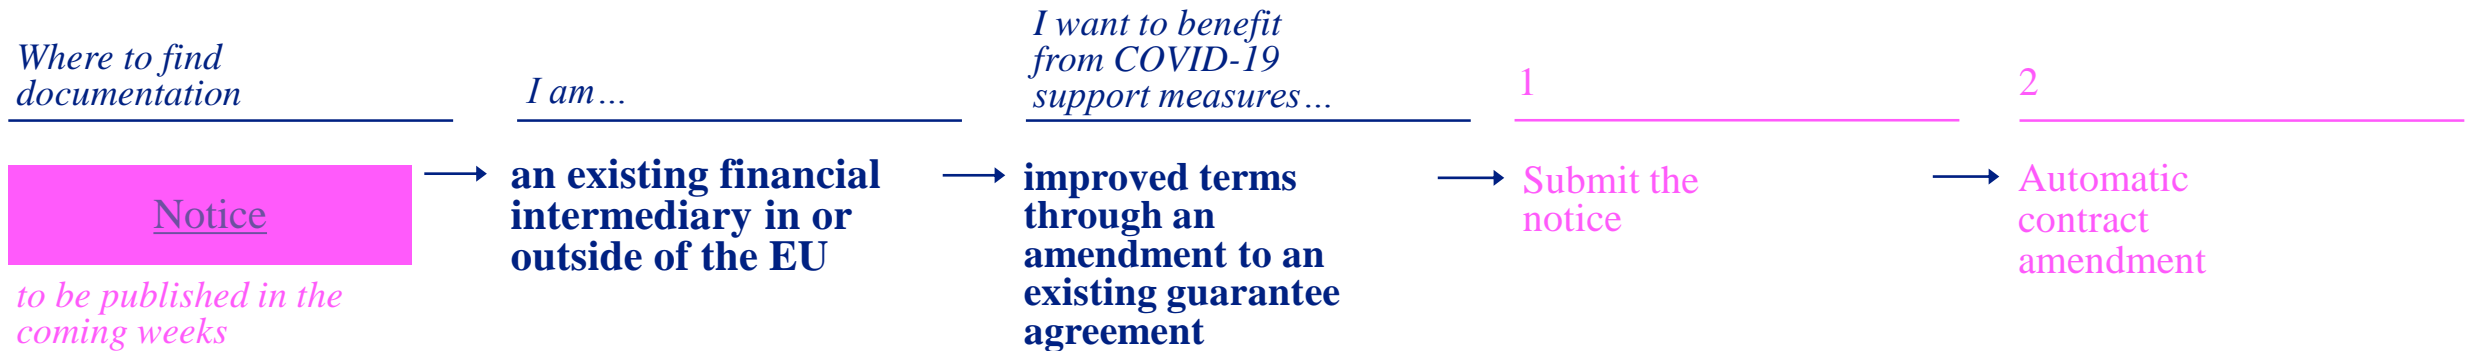 Where to find
documentation
I am…
I want to benefit
from COVID-19
support measures…
1
2
Notice
to be published in the
coming weeks
an existing financial
intermediary in or
outside of the EU
improved terms
through an
amendment to an
existing guarantee
agreement
Submit the
notice
Automatic
contract
amendment